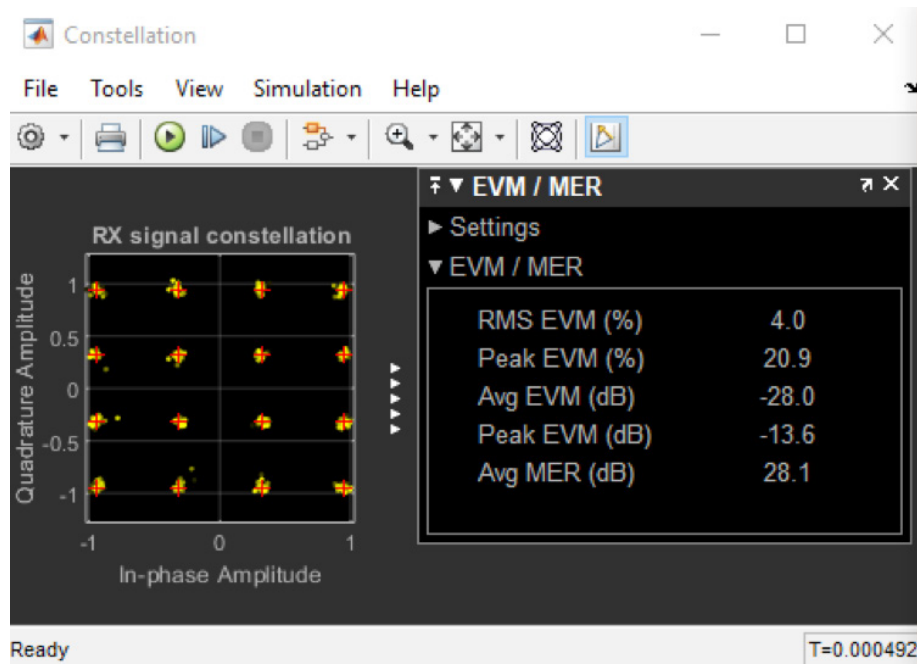 Constellation
File Tools View Simulation Help
EVM / MER
Settings
EVM / MER
RMS EVM (%) 4.0
Peak EVM (%) 20.9
Avg EVM (dB) -28.0
Peak EVM (dB) -13.6
Avg MER (dB) 28.1
RX signal constellation
Quadrature Amplitude
1
0.5
0
-0.5
-1
-1 0 1
In-phase Amplitude
Ready T=0.000492